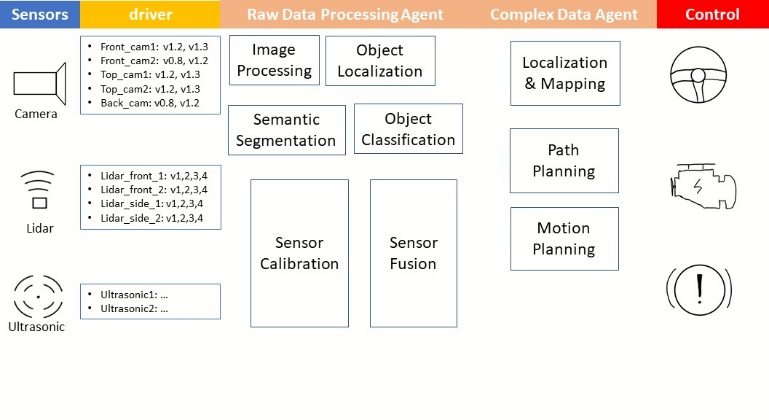 Sensors
driver
Raw Data Processing Agent
Complex Data Agent
Control
Camera
• Front_cam1: v1.2, v1.3
• Front_cam2: v0.8, v1.2
• Top_cam1: v1.2, v1.3
• Top_cam2: v1.2, v1.3
• Back_cam: v0.8, v1.2
Image
Processing
Object
Localization
Semantic
Segmentation
Object
Classification
Localization
& Mapping
Lidar
• Lidar_front_1: v1,2,3,4
• Lidar_front_2: v1,2,3,4
• Lidar_side_1: v1,2,3,4
• Lidar_side_2: v1,2,3,4
Sensor
Calibration
Sensor
Fusion
Path
Planning
Motion
Planning
Ultrasonic
• Ultrasonic1: ...
• Ultrasonic2: ...
!